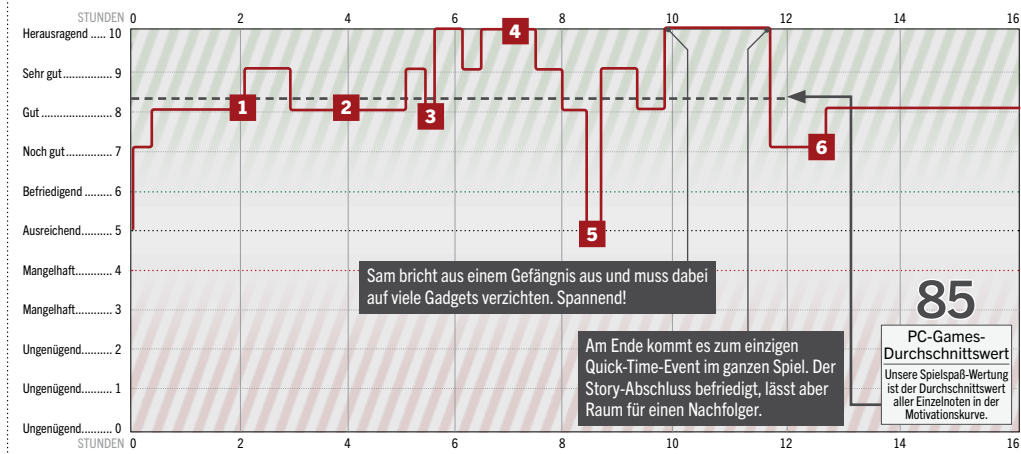 STUNDEN 0 2 4 6 8 10 12 14 16
Herausragend ..... 10
Sehr gut ............... 9
Gut ........................ 8
Noch gut ............... 7
Befriedigend ......... 6
Ausreichend .......... 5
Mangelhaft ........... 4
Mangelhaft ........... 3
Ungenügend ......... 2
Ungenügend ......... 1
Ungenügend ......... 0
1
2
3
4
5
6
Sam bricht aus einem Gefängnis aus und muss dabei
auf viele Gadgets verzichten. Spannend!
Am Ende kommt es zum einzigen
Quick-Time-Event im ganzen Spiel. Der
Story-Abschluss befriedigt, lässt aber
Raum für einen Nachfolger.
85
PC-Games-
Durchschnittswert
Unsere Spielspaß-Wertung
ist der Durchschnittswert
aller Einzelnoten in der
Motivationskurve.
STUNDEN 0 2 4 6 8 10 12 14 16